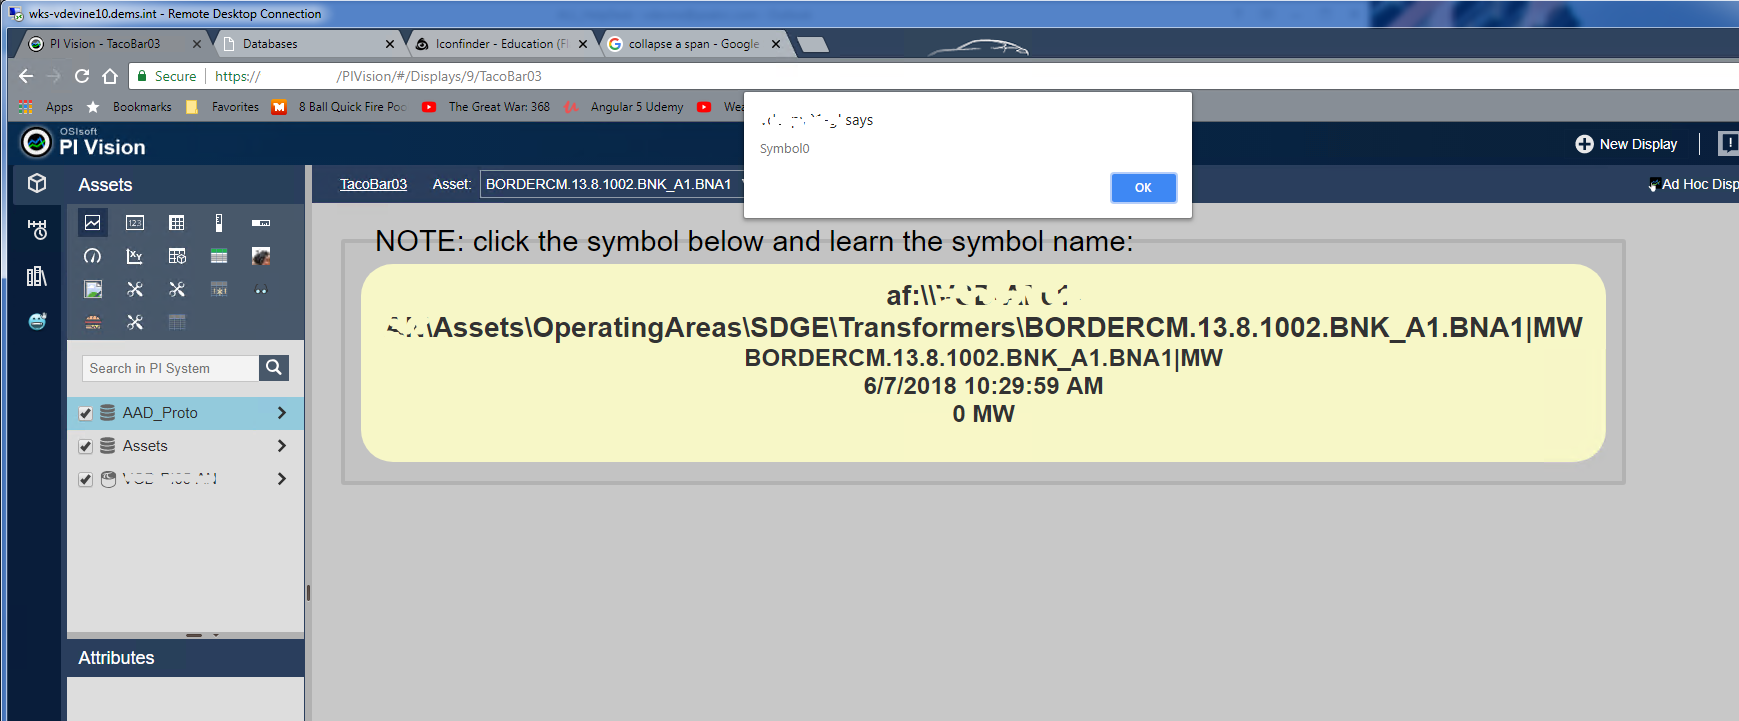 wks-vdevine10.dems.int - Remote Desktop Connection
PI Vision - TacoBar03
Databases
Iconfinder - Education (Fl
collapse a span - Google
Secure
https://
/PIVision/#/Displays/9/TacoBar03
Apps
Bookmarks
Favorites
8 Ball Quick Fire Poo
The Great War: 368
Angular 5 Udemy
Wea
says
Symbol0
OK
OSIsoft
PI Vision
New Display
Assets
TacoBar03
Asset:
BORDERCM.13.8.1002.BNK_A1.BNA1
Ad Hoc Disp
NOTE: click the symbol below and learn the symbol name:
af:\\
\Assets\OperatingAreas\SDGE\Transformers\BORDERCM.13.8.1002.BNK_A1.BNA1|MW
BORDERCM.13.8.1002.BNK_A1.BNA1|MW
6/7/2018 10:29:59 AM
0 MW
123
XY
Search in PI System
AAD_Proto
Assets
Attributes